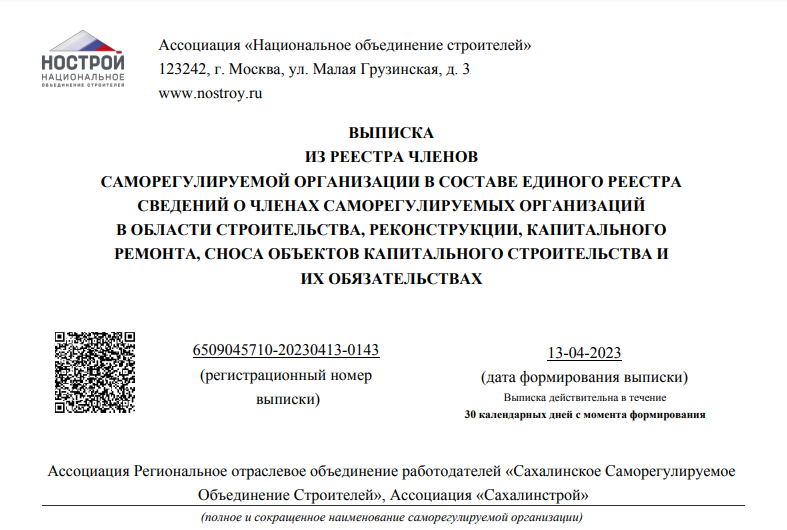 НОСТРОЙ
НАЦИОНАЛЬНОЕ
ОБЪЕДИНЕНИЕ СТРОИТЕЛЕЙ
Ассоциация «Национальное объединение строителей»
123242, г. Москва, ул. Малая Грузинская, д. 3
www.nostroy.ru
ВЫПИСКА
ИЗ РЕЕСТРА ЧЛЕНОВ
САМОРЕГУЛИРУЕМОЙ ОРГАНИЗАЦИИ В СОСТАВЕ ЕДИНОГО РЕЕСТРА
СВЕДЕНИЙ О ЧЛЕНАХ САМОРЕГУЛИРУЕМЫХ ОРГАНИЗАЦИЙ
В ОБЛАСТИ СТРОИТЕЛЬСТВА, РЕКОНСТРУКЦИИ, КАПИТАЛЬНОГО
РЕМОНТА, СНОСА ОБЪЕКТОВ КАПИТАЛЬНОГО СТРОИТЕЛЬСТВА И
ИХ ОБЯЗАТЕЛЬСТВАХ
6509045710-20230413-0143
(регистрационный номер
выписки)
13-04-2023
(дата формирования выписки)
Выписка действительна в течение
30 календарных дней с момента формирования
Ассоциация Региональное отраслевое объединение работодателей «Сахалинское Саморегулируемое
Объединение Строителей», Ассоциация «Сахалинстрой»
(полное и сокращенное наименование саморегулируемой организации)